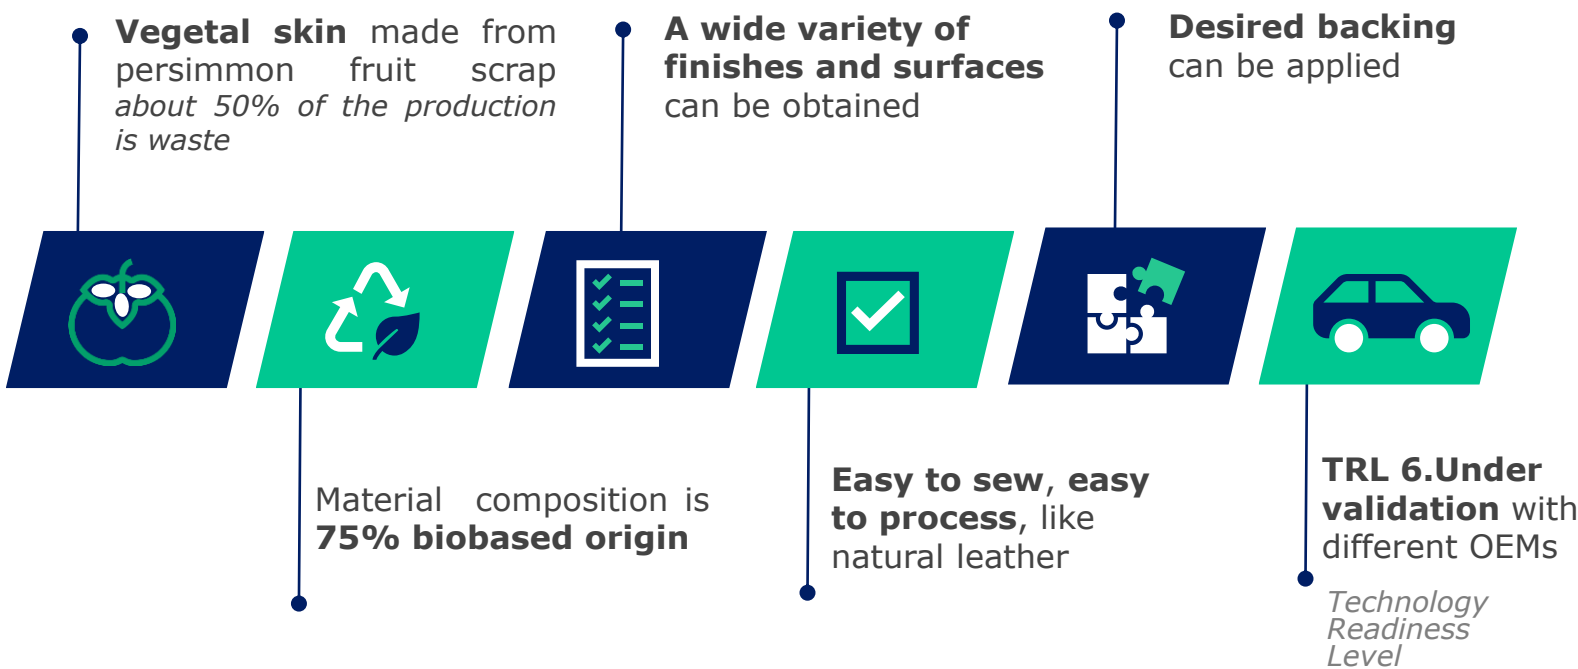 Vegetal skin made from
persimmon fruit scrap
about 50% of the production
is waste
Material composition is
75% biobased origin
A wide variety of
finishes and surfaces
can be obtained
Easy to sew, easy
to process, like
natural leather
Desired backing
can be applied
TRL 6.Under
validation with
different OEMs
Technology
Readiness
Level